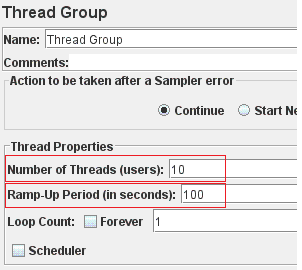 Thread Group
Name: Thread Group
Comments:
Action to be taken after a Sampler error
Continue Start Ne
Thread Properties
Number of Threads (users): 10
Ramp-Up Period (in seconds): 100
Loop Count: Forever 1
Scheduler